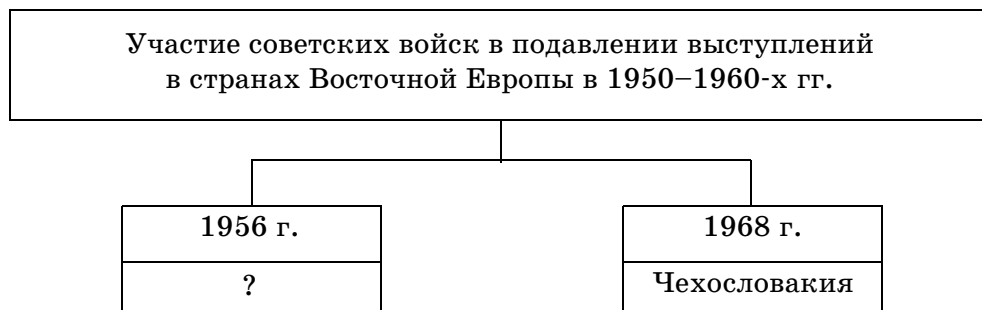 Участие советских войск в подавлении выступлений
в странах Восточной Европы в 1950–1960-х гг.
1956 г.
1968 г.
?
Чехословакия